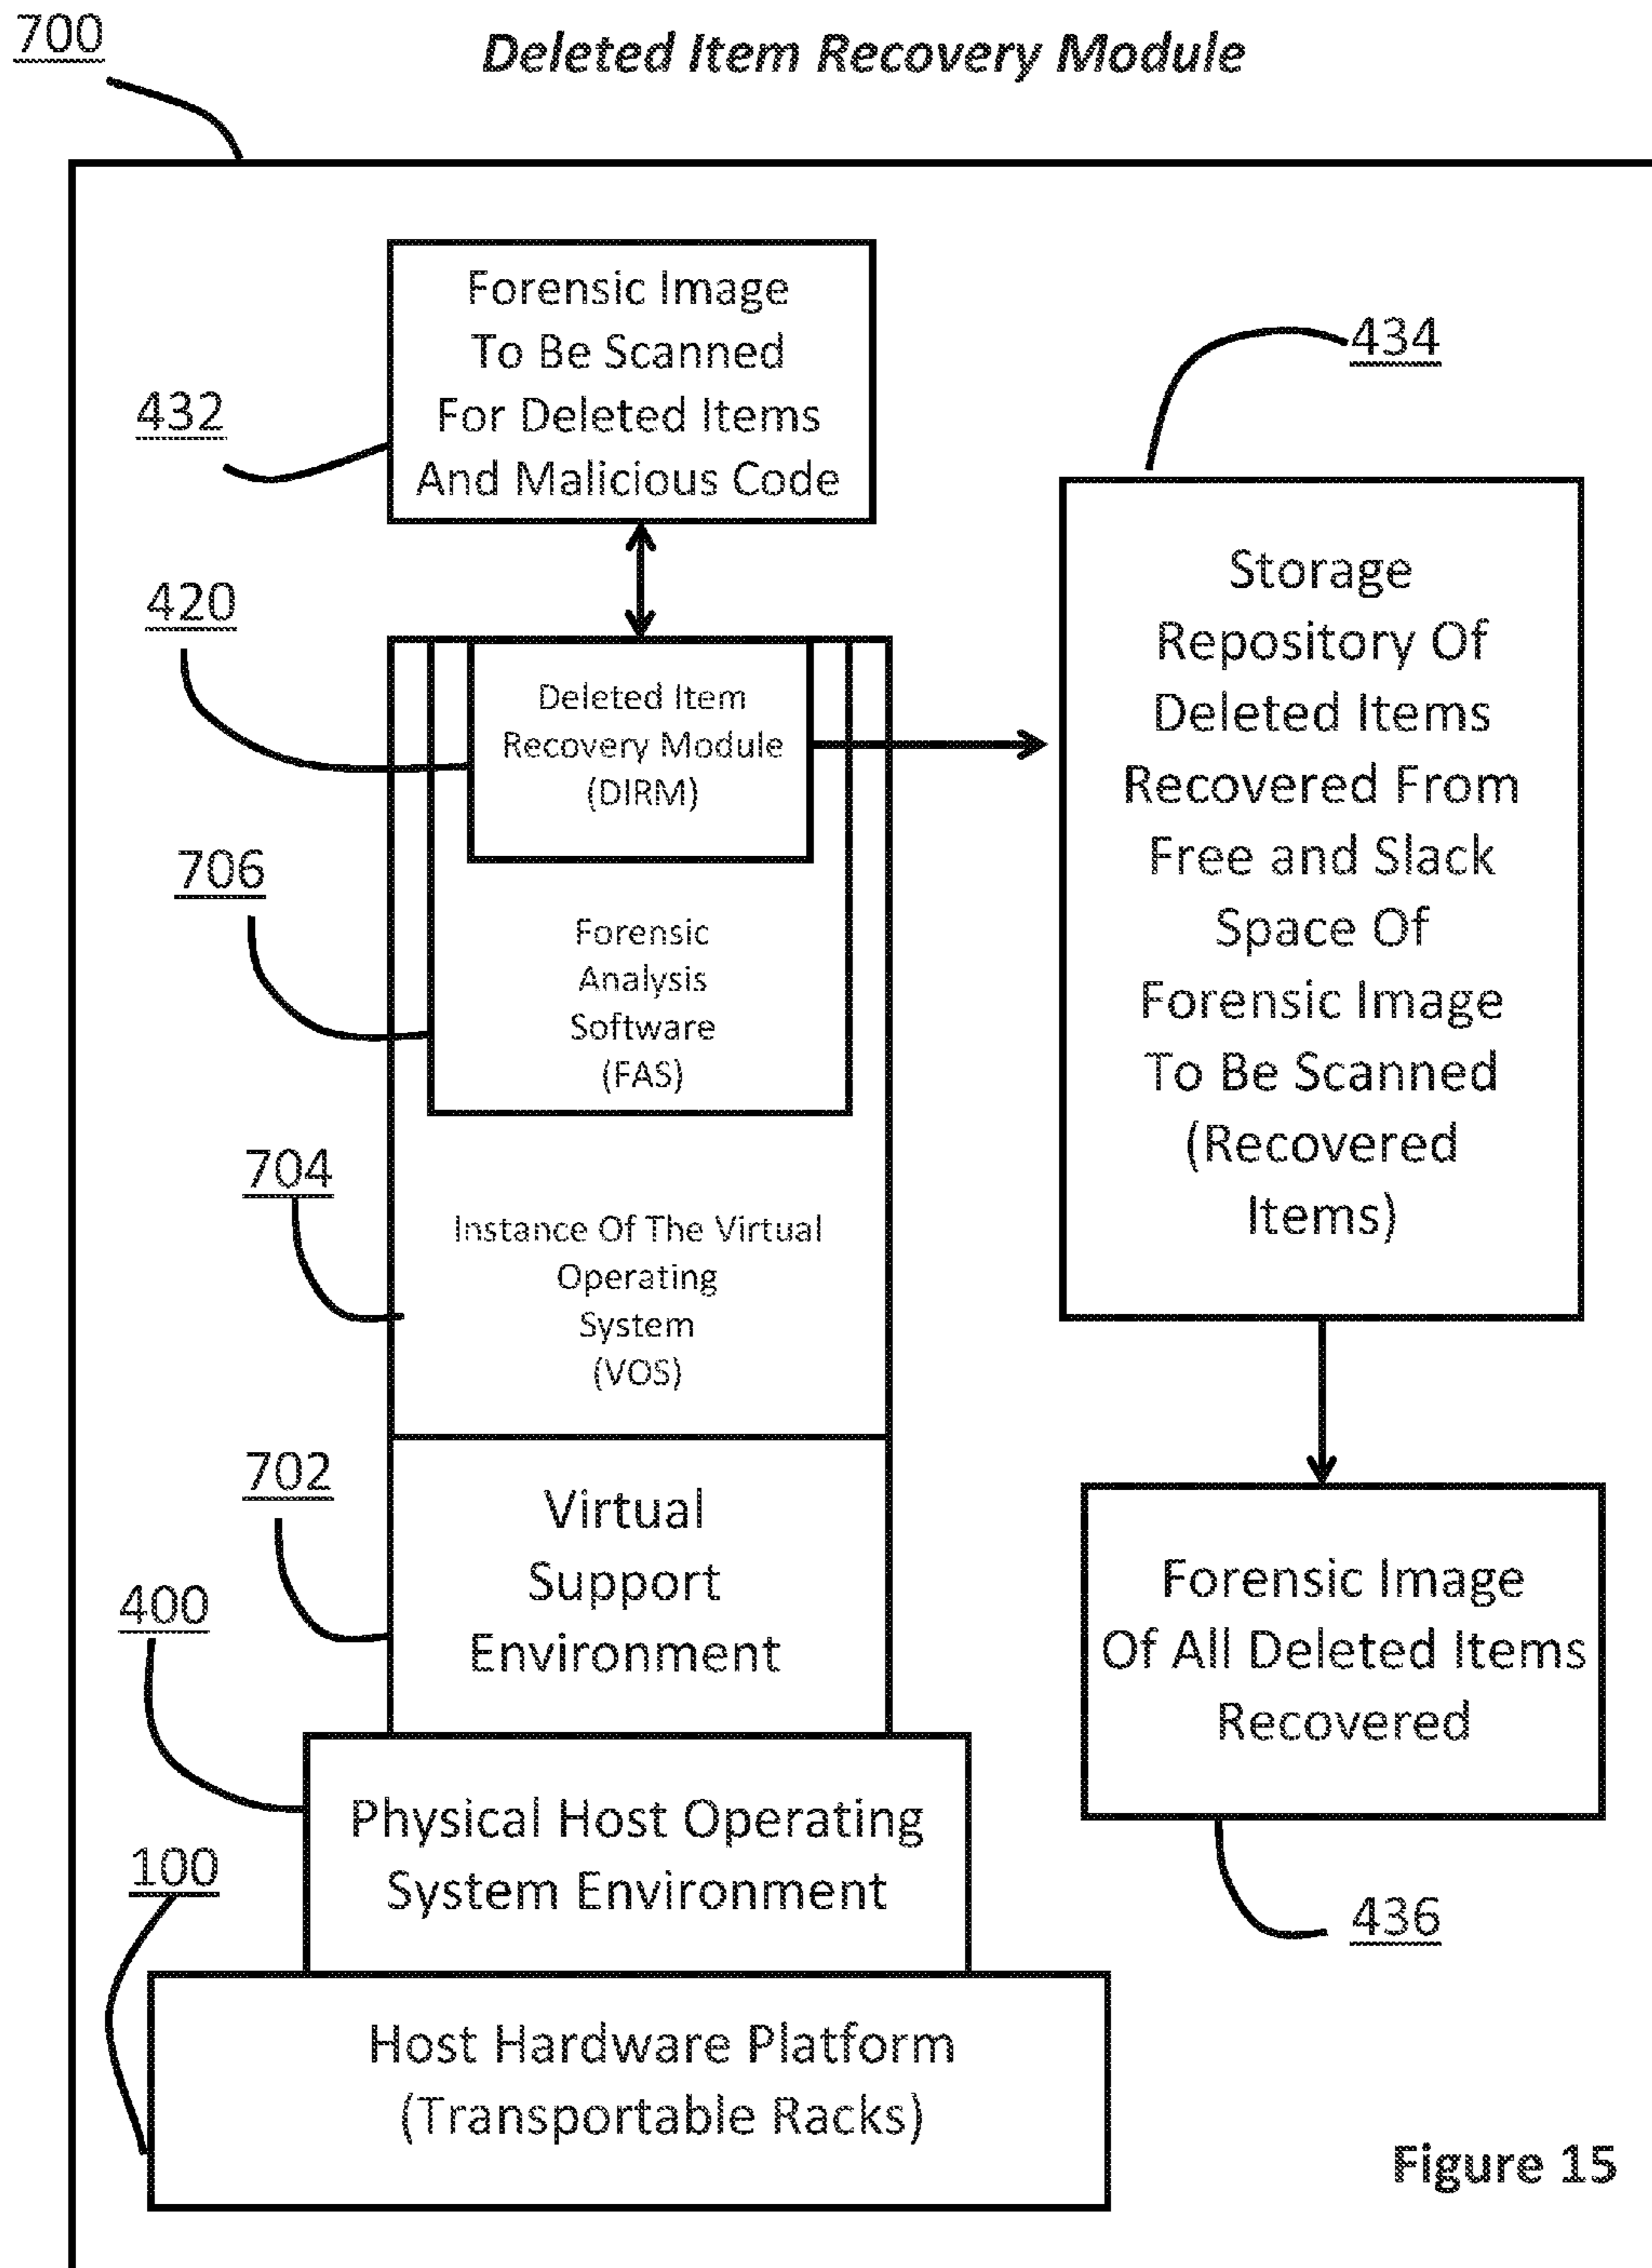 700
Deleted Item Recovery Module
Forensic Image
To Be Scanned
For Deleted Items
And Malicious Code
432
434
420
Deleted Item
Recovery Module
(DIRM)
Storage
Repository Of
Deleted Items
Recovered From
Free and Slack
Space Of
Forensic Image
To Be Scanned
(Recovered
Items)
706
Forensic
Analysis
Software
(FAS)
704
Instance Of The Virtual
Operating
System
(VOS)
702
Virtual
Support
Environment
Forensic Image
Of All Deleted Items
Recovered
436
400
Physical Host Operating
System Environment
100
Host Hardware Platform
(Transportable Racks)
Figure 15